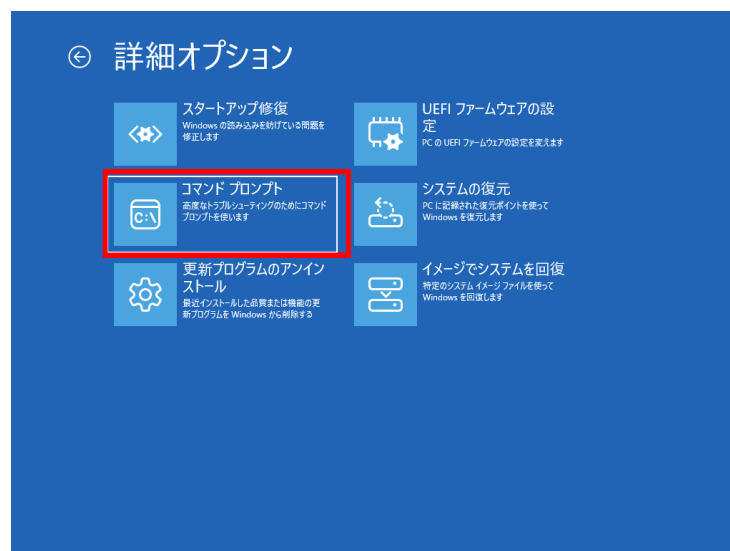 詳細オプション
スタートアップ修復
Windows の読み込みを妨げている問題を
修正します
UEFI ファームウェアの設
定
PC の UEFI ファームウェアの設定を変えます
C:\
コマンド プロンプト
高度なトラブルシューティングのためにコマンド
プロンプトを使います
システムの復元
PC に記録された復元ポイントを使って
Windows を復元します
更新プログラムのアンイン
ストール
最近インストールした品質または機能の更
新プログラムを Windows から削除する
イメージでシステムを回復
特定のシステム イメージ ファイルを使って
Windows を回復します